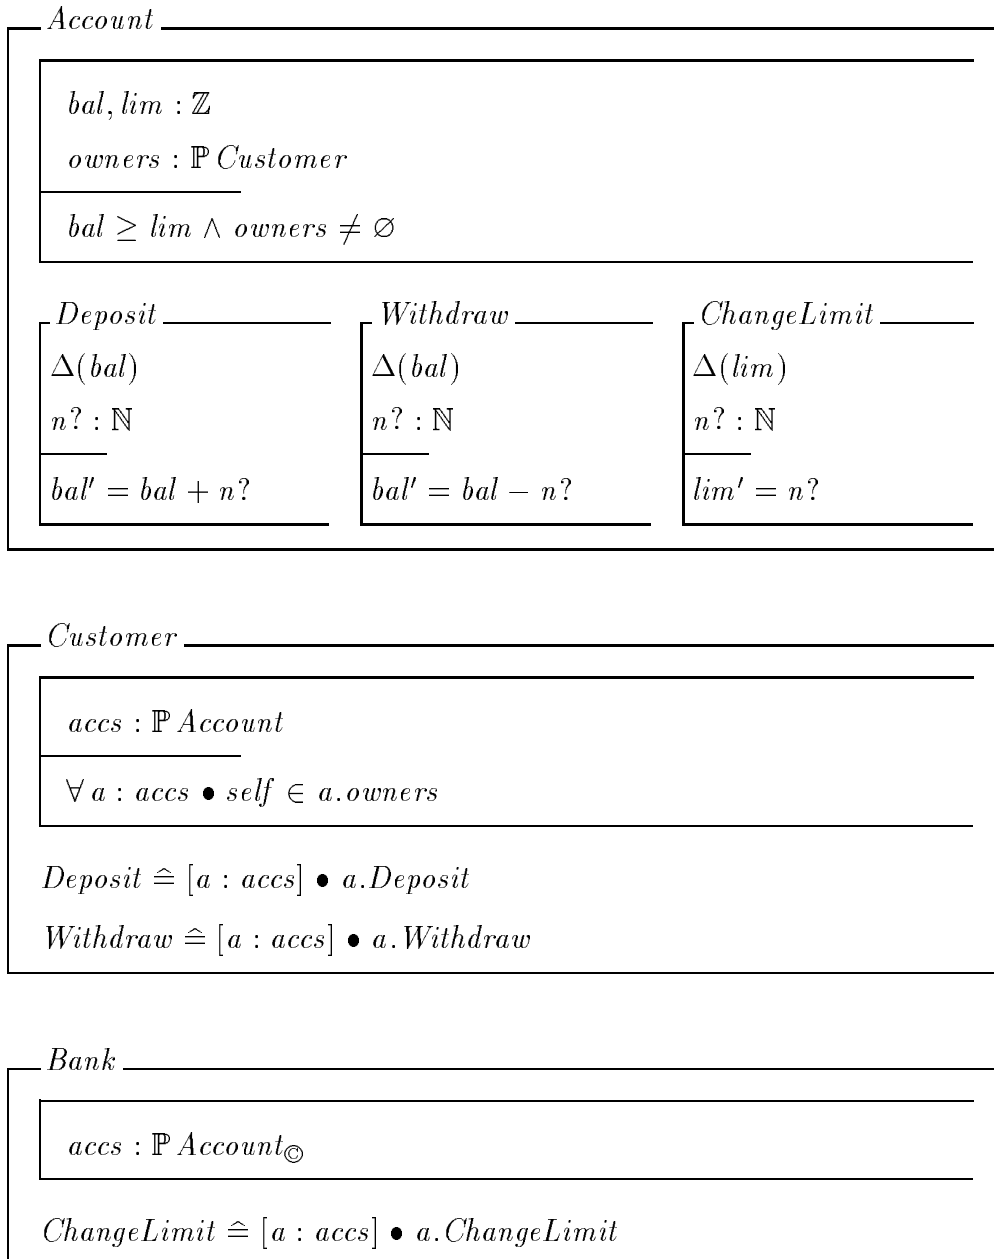 Account
bal, lim : ℤ
owners : ℙ Customer
bal ≥ lim ∧ owners ≠ ∅
Deposit
Δ(bal)
n? : ℕ
bal′ = bal + n?
Withdraw
Δ(bal)
n? : ℕ
bal′ = bal − n?
ChangeLimit
Δ(lim)
n? : ℕ
lim′ = n?
Customer
accs : ℙ Account
∀ a : accs • self ∈ a.owners
Deposit ≙ [a : accs] • a.Deposit
Withdraw ≙ [a : accs] • a.Withdraw
Bank
accs : ℙ Account©
ChangeLimit ≙ [a : accs] • a.ChangeLimit